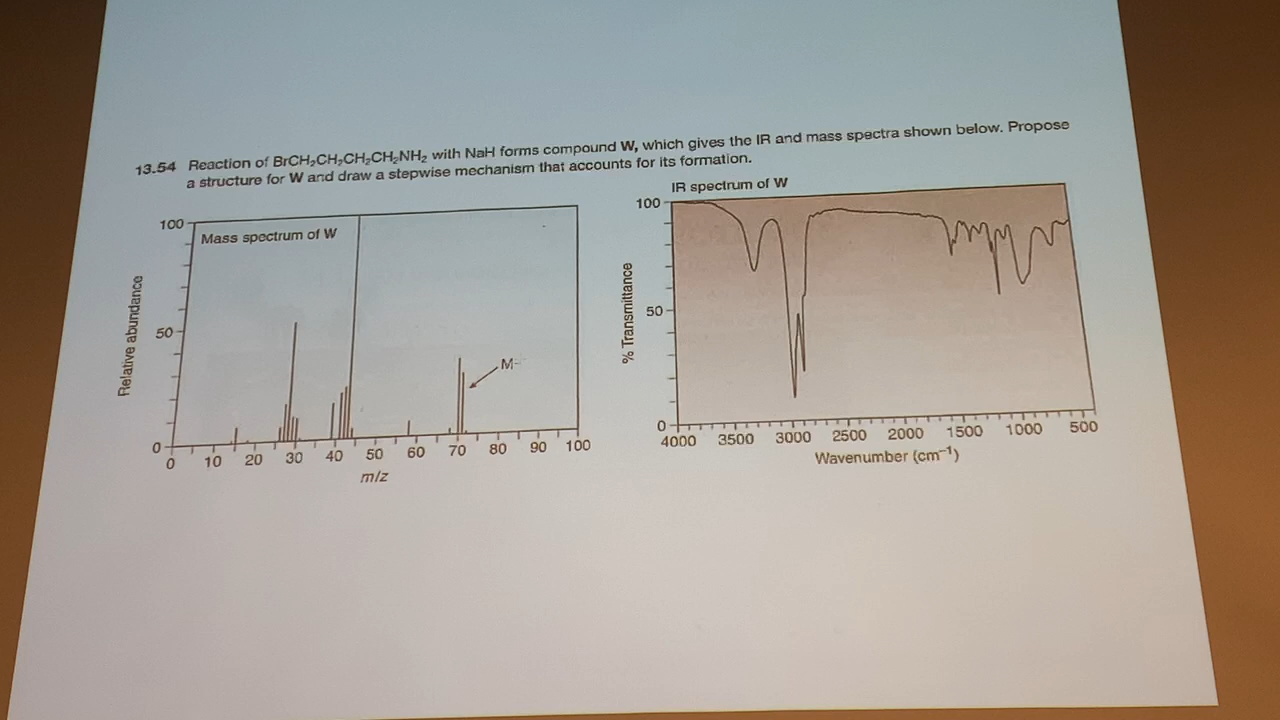 13.54 Reaction of BrCH₂CH₂CH₂CH₂NH₂ with NaH forms compound W, which gives the IR and mass spectra shown below. Propose
a structure for W and draw a stepwise mechanism that accounts for its formation.
IR spectrum of W
Mass spectrum of W
Relative abundance
100
50
0
M
0 10 20 30 40 50 60 70 80 90 100
m/z
% Transmittance
100
50
0
4000 3500 3000 2500 2000 1500 1000 500
Wavenumber (cm⁻¹)